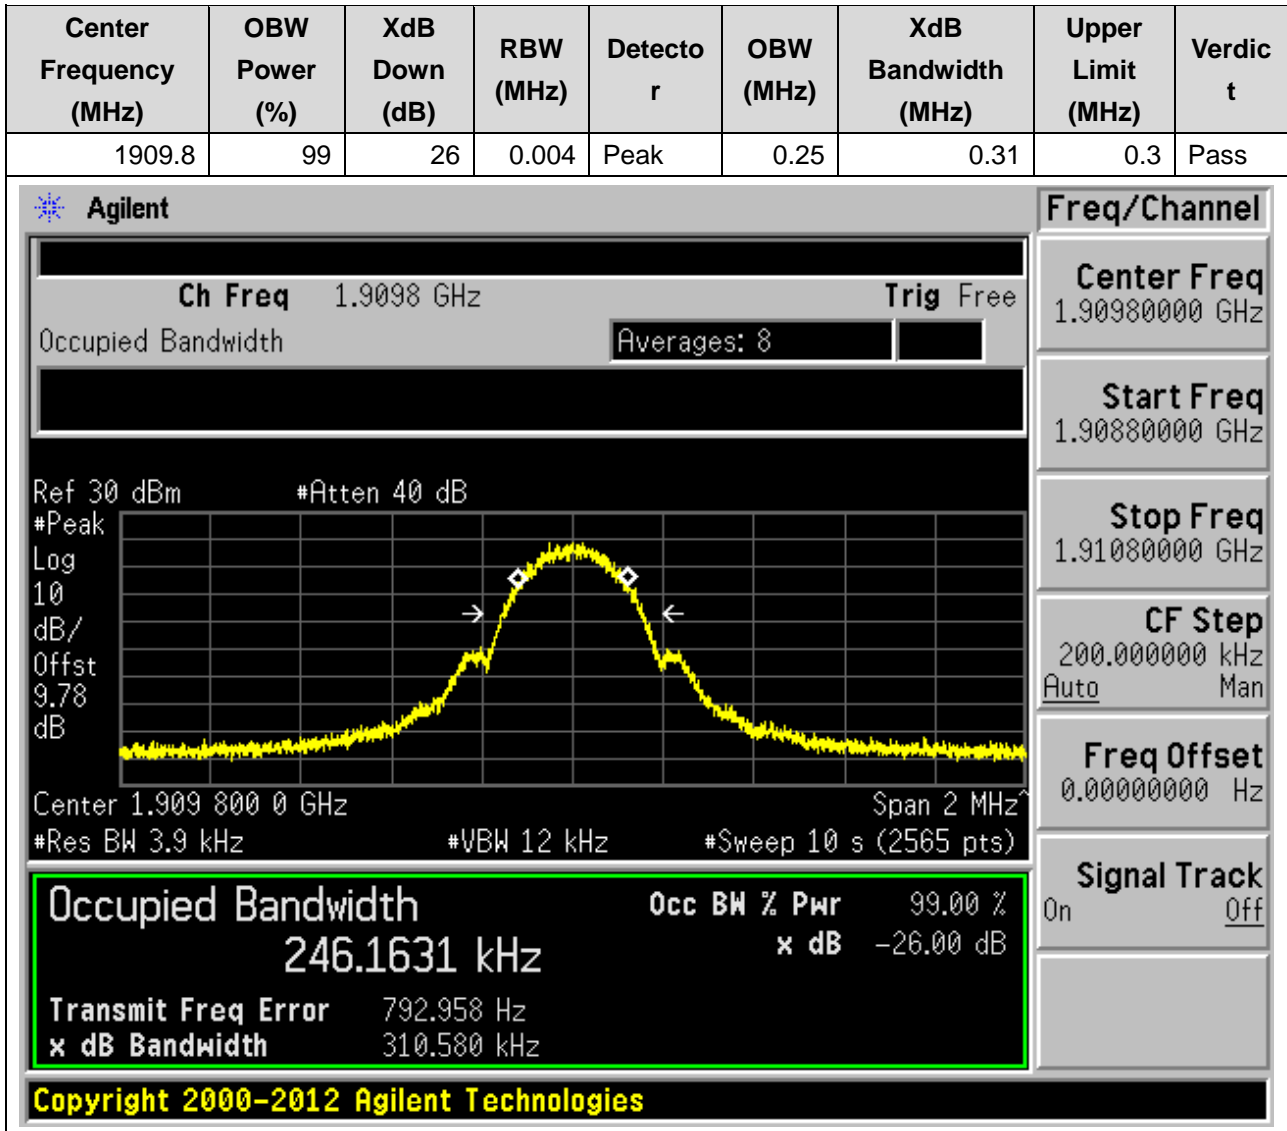 Center Frequency (MHz) OBW Power (%) XdB Down (dB) RBW (MHz) Detecto r OBW (MHz) XdB Bandwidth (MHz) Upper Limit (MHz) Verdic t
1909.8 99 26 0.004 Peak 0.25 0.31 0.3 Pass
Agilent
Freq/Channel
Ch Freq 1.9098 GHz Trig Free
Occupied Bandwidth Averages: 8
Center Freq
1.90980000 GHz
Start Freq
1.90880000 GHz
Stop Freq
1.91080000 GHz
CF Step
200.000000 kHz
Auto Man
Freq Offset
0.00000000 Hz
Signal Track
On Off
Ref 30 dBm #Atten 40 dB
#Peak
Log
10
dB/
Offst
9.78
dB
Center 1.909 800 0 GHz Span 2 MHz^
#Res BW 3.9 kHz #VBW 12 kHz #Sweep 10 s (2565 pts)
Occupied Bandwidth Occ BW % Pwr 99.00 %
246.1631 kHz x dB -26.00 dB
Transmit Freq Error 792.958 Hz
x dB Bandwidth 310.580 kHz
Copyright 2000-2012 Agilent Technologies